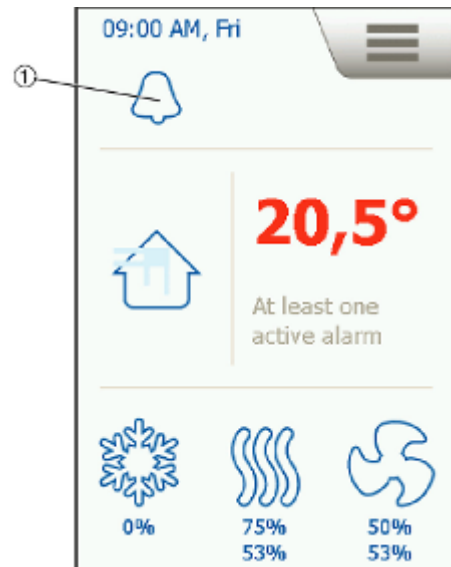 09:00 AM, Fri
①
20,5°
At least one
active alarm
0% 75% 50%
53% 53%